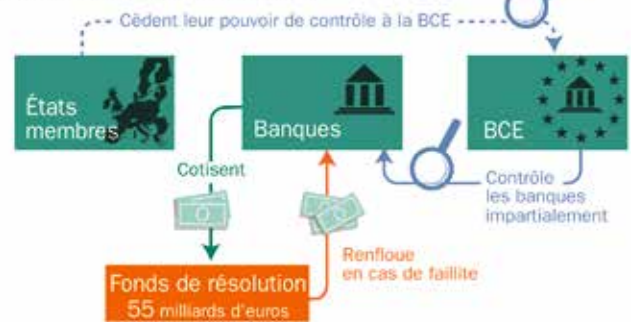 Cèdent leur pouvoir de contrôle à la BCE
États
membres
Banques
BCE
Cotisent
Contrôle
les banques
impartialement
Renfloue
en cas de faillite
Fonds de résolution
55 milliards d'euros